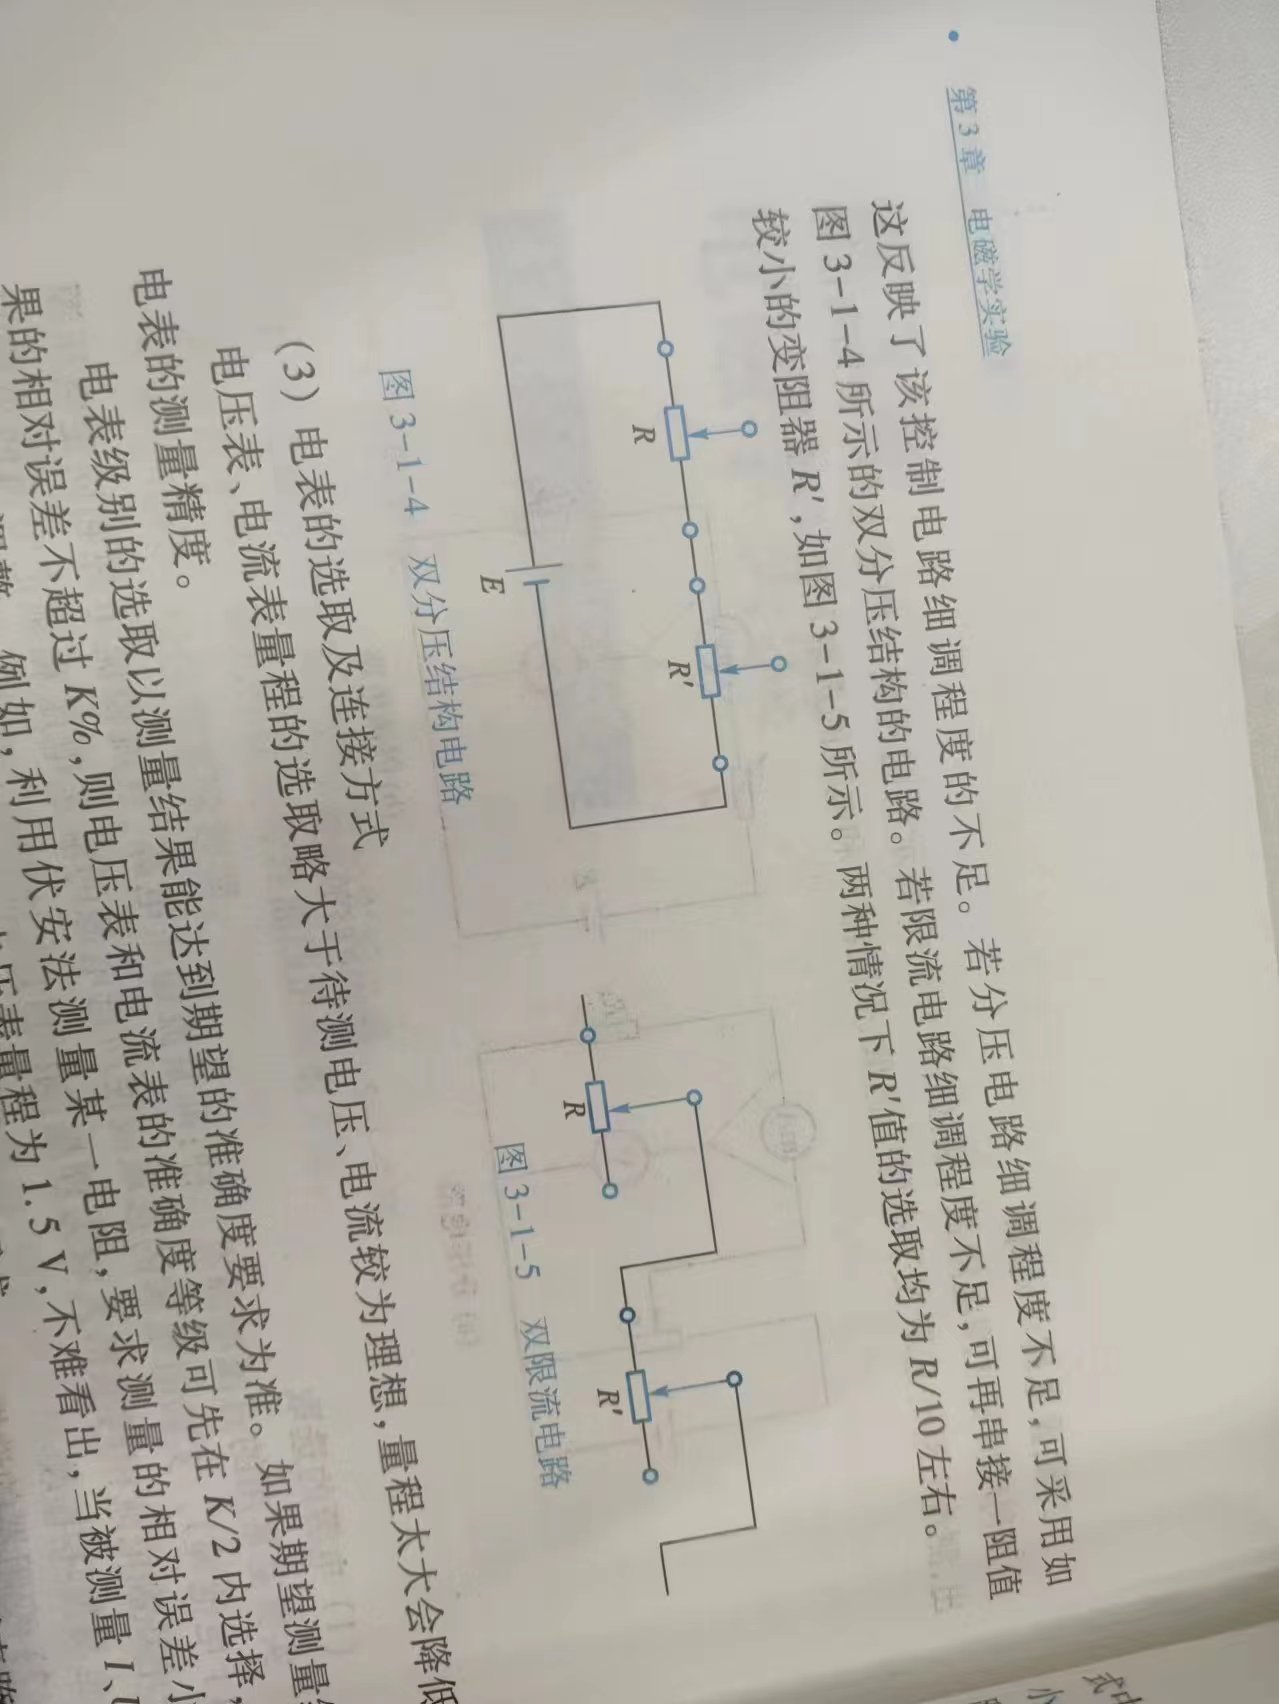 • 第3章 电磁学实验
这反映了该控制电路细调程度的不足。若分压电路细调程度不足,可采用如
图3-1-4所示的双分压结构的电路。若限流电路细调程度不足,可再串接一阻值
较小的变阻器R′,如图3-1-5所示。两种情况下R′值的选取均为R/10左右。
R
R′
E
R
R′
图3-1-4 双分压结构电路
图3-1-5 双限流电路
(3)电表的选取及连接方式
电压表、电流表量程的选取略大于待测电压、电流较为理想,量程太大会降低
电表的测量精度。
电表级别的选取以测量结果能达到期望的准确度要求为准。如果期望测量
果的相对误差不超过K%,则电压表和电流表的准确度等级可先在K/2内选择,
例如,利用伏安法测量某一电阻,要求测量的相对误差小
电压表量程为1.5 V,不难看出,当被测量I、U